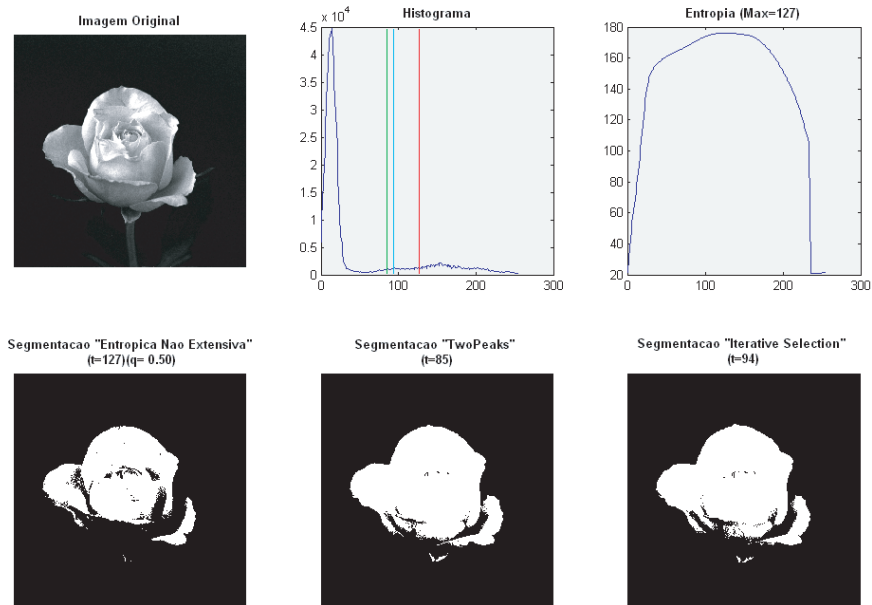 Imagem Original
Histograma
Entropia (Max=127)
4.5 x 10^4
4
3.5
3
2.5
2
1.5
1
0.5
0
0 100 200 300
180
160
140
120
100
80
60
40
20
0 100 200 300
Segmentacao "Entropica Nao Extensiva"
(t=127)(q= 0.50)
Segmentacao "TwoPeaks"
(t=85)
Segmentacao "Iterative Selection"
(t=94)